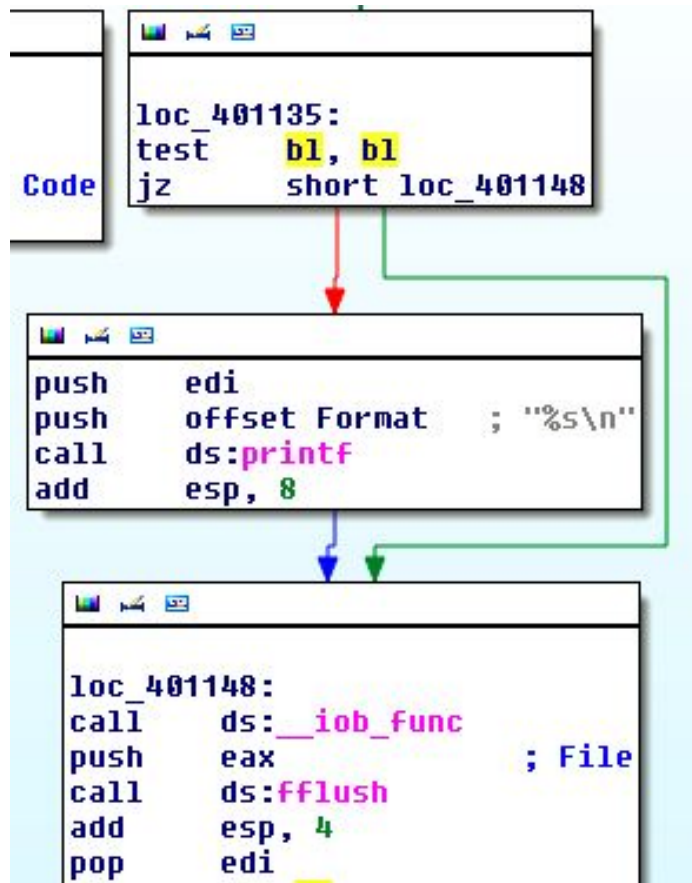 loc_401135:
test bl, bl
jz short loc_401148
Code
push edi
push offset Format ; "%s\n"
call ds:printf
add esp, 8
loc_401148:
call ds:__iob_func
push eax ; File
call ds:fflush
add esp, 4
pop edi